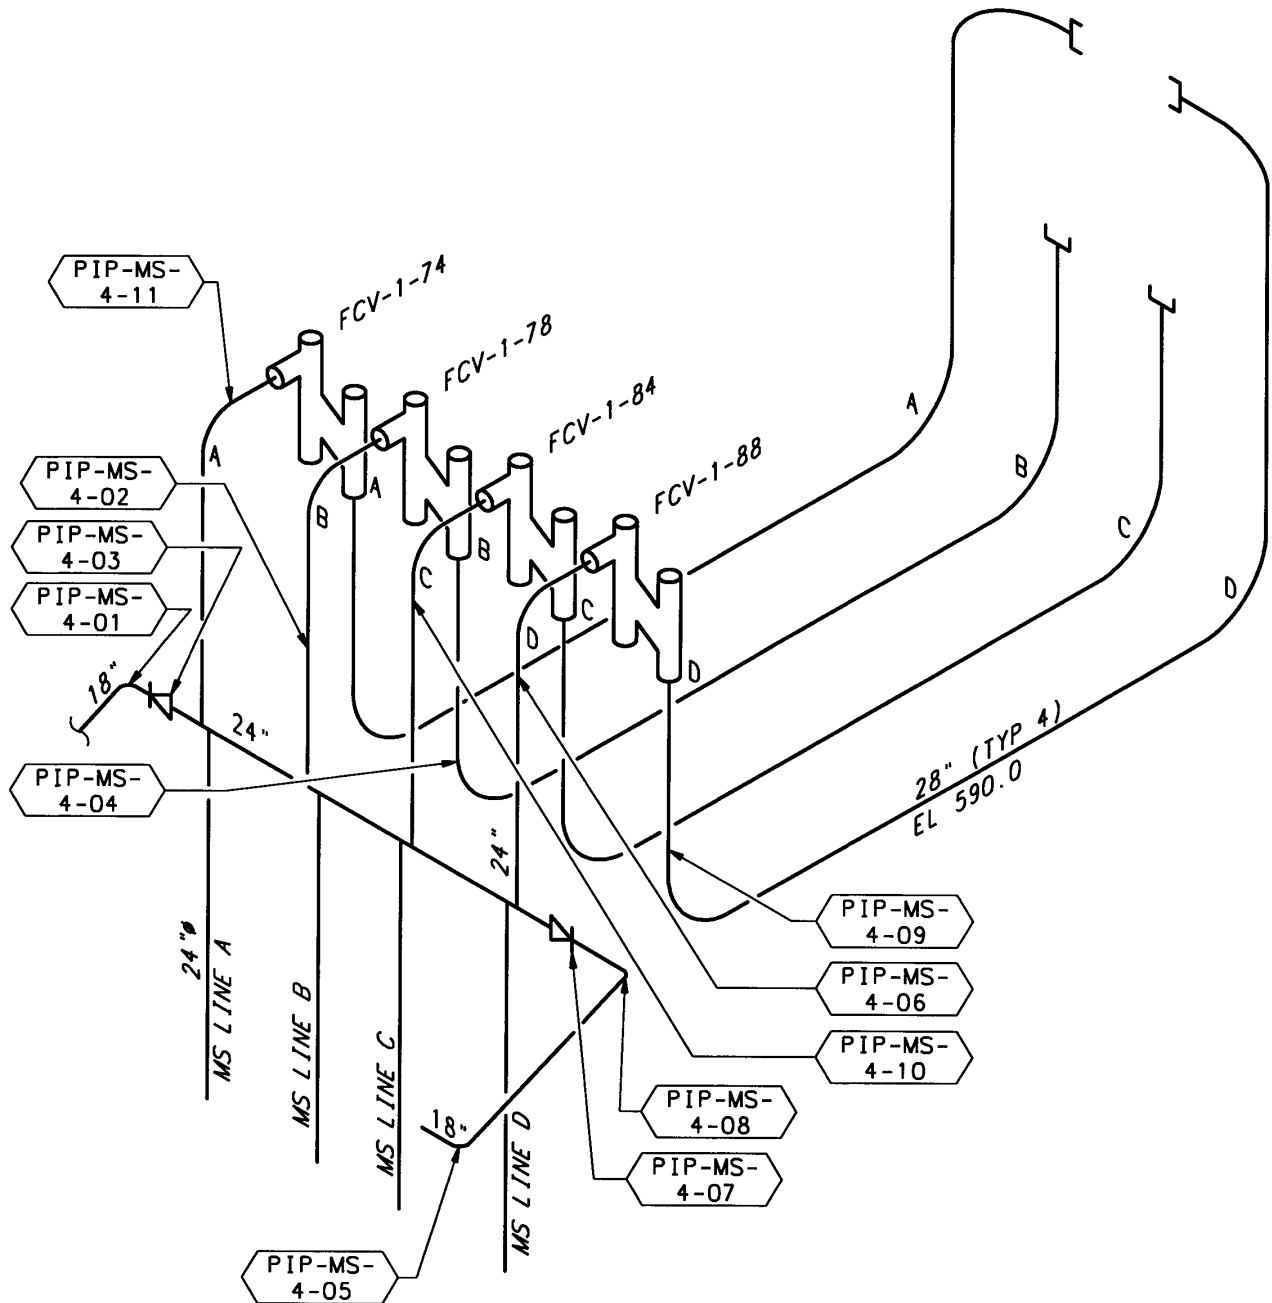 PIP-MS-
4-11
FCV-1-74
FCV-1-78
FCV-1-84
FCV-1-88
A
B
A
B
C
D
PIP-MS-
4-02
A
B
C
D
C
D
PIP-MS-
4-03
PIP-MS-
4-01
18"
24"
PIP-MS-
4-04
28" (TYP 4)
EL 590.0
24"
PIP-MS-
4-09
24"ø
MS LINE A
MS LINE B
MS LINE C
MS LINE D
PIP-MS-
4-06
PIP-MS-
4-10
PIP-MS-
4-08
18"
PIP-MS-
4-07
PIP-MS-
4-05